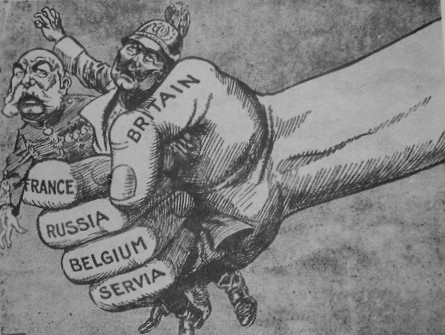 BRITAIN
FRANCE
RUSSIA
BELGIUM
SERVIA